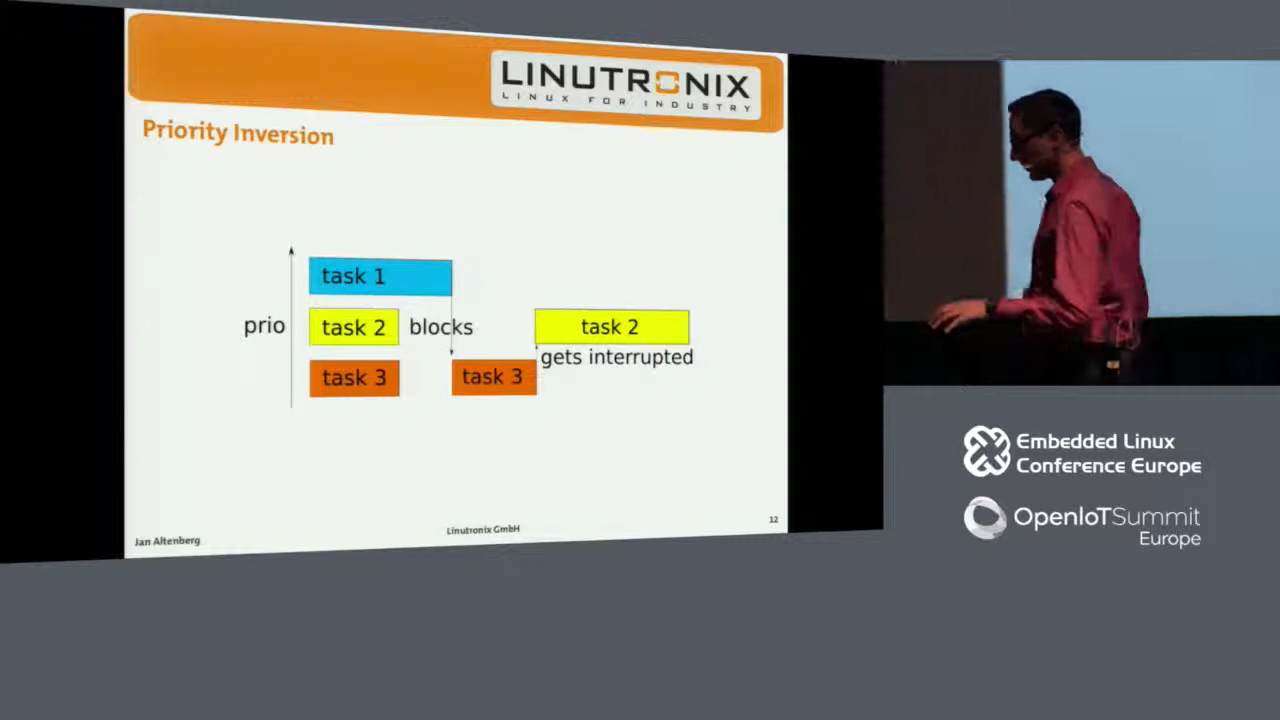 LINUTRONIX
LINUX FOR INDUSTRY
Priority Inversion
task 1
prio
task 2
blocks
task 2
gets interrupted
task 3
task 3
Jan Altenberg
Linutronix GmbH
12
Embedded Linux
Conference Europe
OpenIoTSummit
Europe